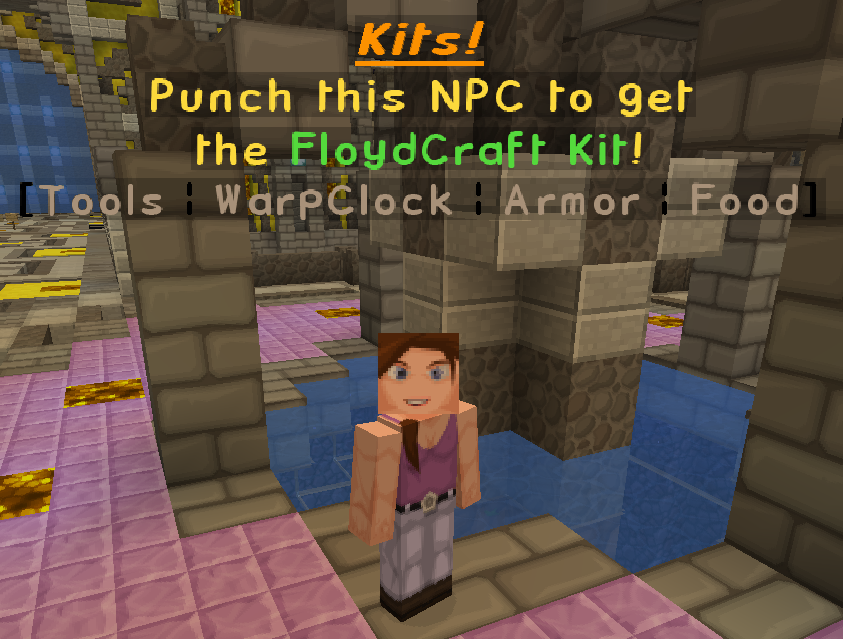 Kits!
Punch this NPC to get
the FloydCraft Kit!
[Tools ¦ WarpClock ¦ Armor ¦ Food]